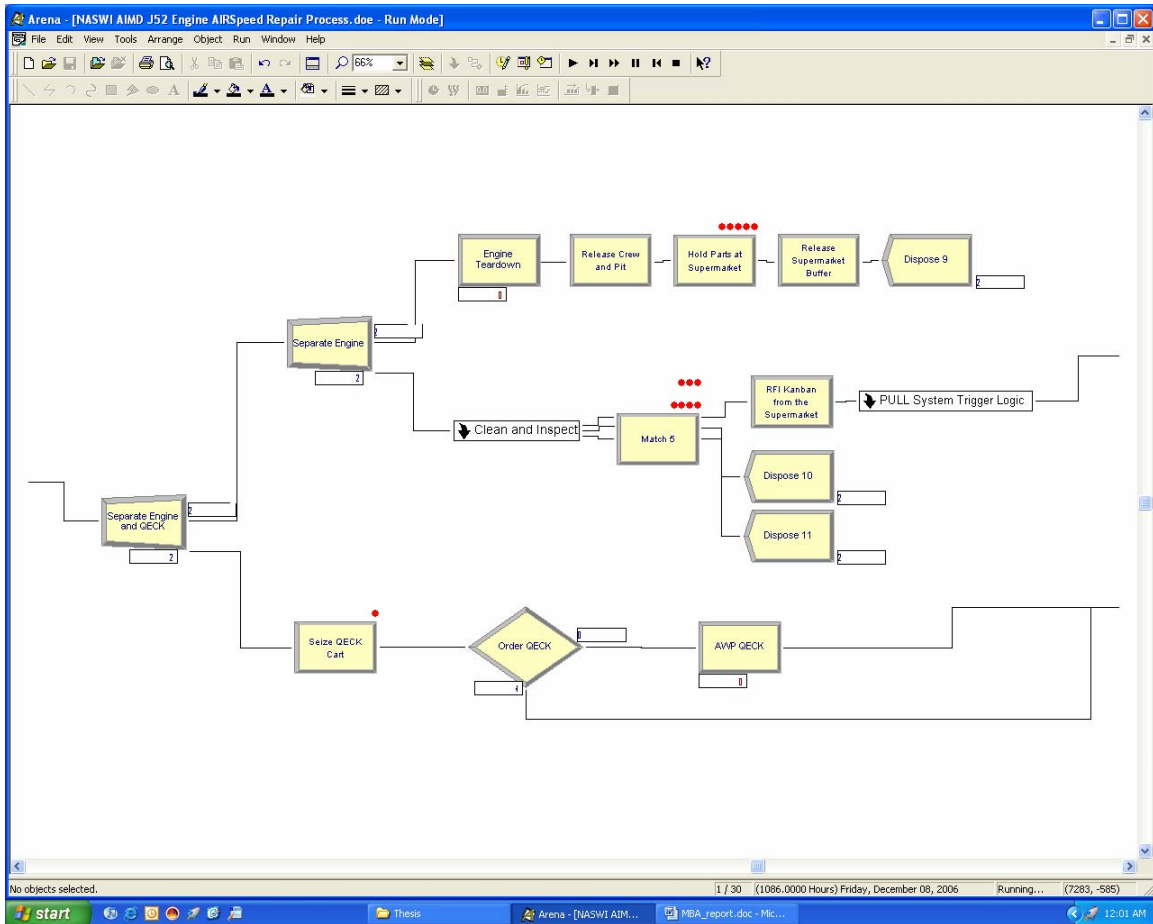 Arena - [NASWI AIMD J52 Engine AIRSpeed Repair Process.doe - Run Mode]
File Edit View Tools Arrange Object Run Window Help
66%
Engine
Teardown
0
Release Crew
and Pit
Hold Parts at
Supermarket
Release
Supermarket
Buffer
Dispose 9
2
Separate Engine
2
2
Clean and Inspect
Match 5
RFI Kanban
from the
Supermarket
PULL System Trigger Logic
Dispose 10
2
Dispose 11
2
Separate Engine
and QECK
2
2
Seize QECK
Cart
Order QECK
0
4
AWP QECK
0
No objects selected.
1 / 30
(1086.0000 Hours) Friday, December 08, 2006
Running...
(7283, -585)
start
Thesis
Arena - [NASWI AIM...
MBA_report.doc - Mic...
12:01 AM